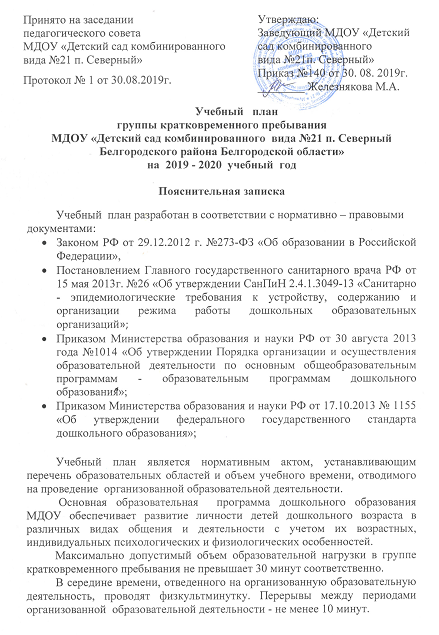 Принято на заседании
педагогического совета
МДОУ «Детский сад комбинированного
вида №21 п. Северный»
Протокол № 1 от 30.08.2019г.
Утверждаю:
Заведующий МДОУ «Детский
сад комбинированного
вида №21п. Северный»
Приказ №140 от 30. 08. 2019г.
Железнякова М.А.
Учебный план
группы кратковременного пребывания
МДОУ «Детский сад комбинированного вида №21 п. Северный
Белгородского района Белгородской области»
на 2019 - 2020 учебный год
Пояснительная записка
Учебный план разработан в соответствии с нормативно – правовыми
документами:
• Законом РФ от 29.12.2012 г. №273-ФЗ «Об образовании в Российской
Федерации»,
• Постановлением Главного государственного санитарного врача РФ от
15 мая 2013г. №26 «Об утверждении СанПиН 2.4.1.3049-13 «Санитарно
- эпидемиологические требования к устройству, содержанию и
организации режима работы дошкольных образовательных
организаций»;
• Приказом Министерства образования и науки РФ от 30 августа 2013
года №1014 «Об утверждении Порядка организации и осуществления
образовательной деятельности по основным общеобразовательным
программам - образовательным программам дошкольного
образования»;
• Приказом Министерства образования и науки РФ от 17.10.2013 № 1155
«Об утверждении федерального государственного стандарта
дошкольного образования»;
Учебный план является нормативным актом, устанавливающим
перечень образовательных областей и объем учебного времени, отводимого
на проведение организованной образовательной деятельности.
Основная образовательная программа дошкольного образования
МДОУ обеспечивает развитие личности детей дошкольного возраста в
различных видах общения и деятельности с учетом их возрастных,
индивидуальных психологических и физиологических особенностей.
Максимально допустимый объем образовательной нагрузки в группе
кратковременного пребывания не превышает 30 минут соответственно.
В середине времени, отведенного на организованную образовательную
деятельность, проводят физкультминутку. Перерывы между периодами
организованной образовательной деятельности - не менее 10 минут.